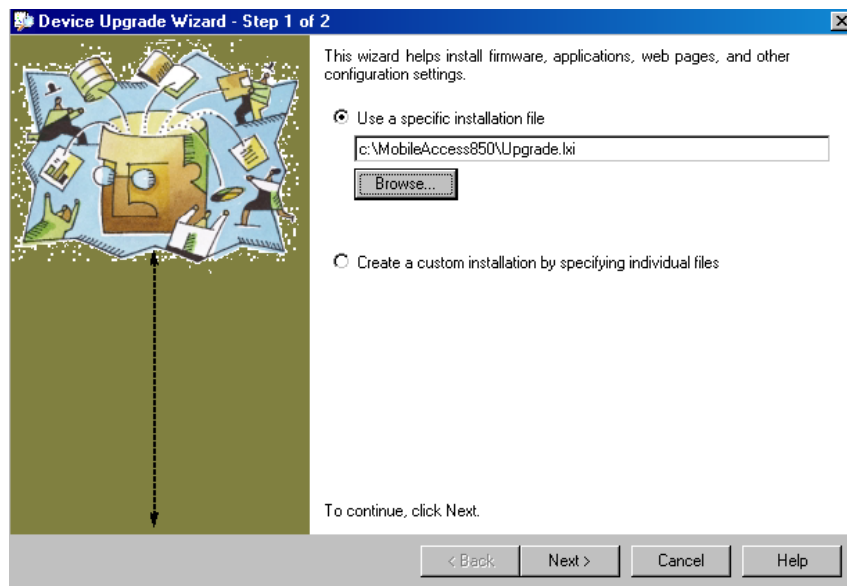 Device Upgrade Wizard - Step 1 of 2
This wizard helps install firmware, applications, web pages, and other
configuration settings.
Use a specific installation file
c:\MobileAccess850\Upgrade.lxi
Browse...
Create a custom installation by specifying individual files
To continue, click Next.
< Back
Next >
Cancel
Help